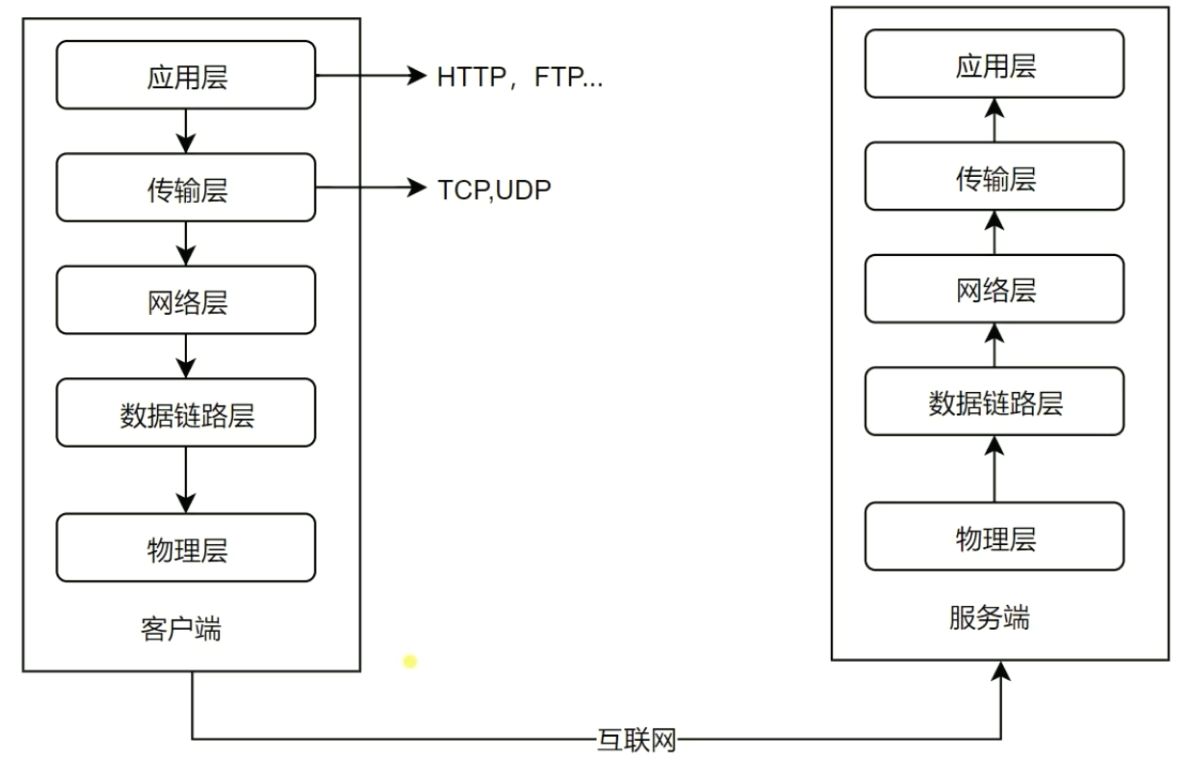 应用层
HTTP，FTP...
传输层
TCP,UDP
网络层
数据链路层
物理层
客户端
应用层
传输层
网络层
数据链路层
物理层
服务端
互联网